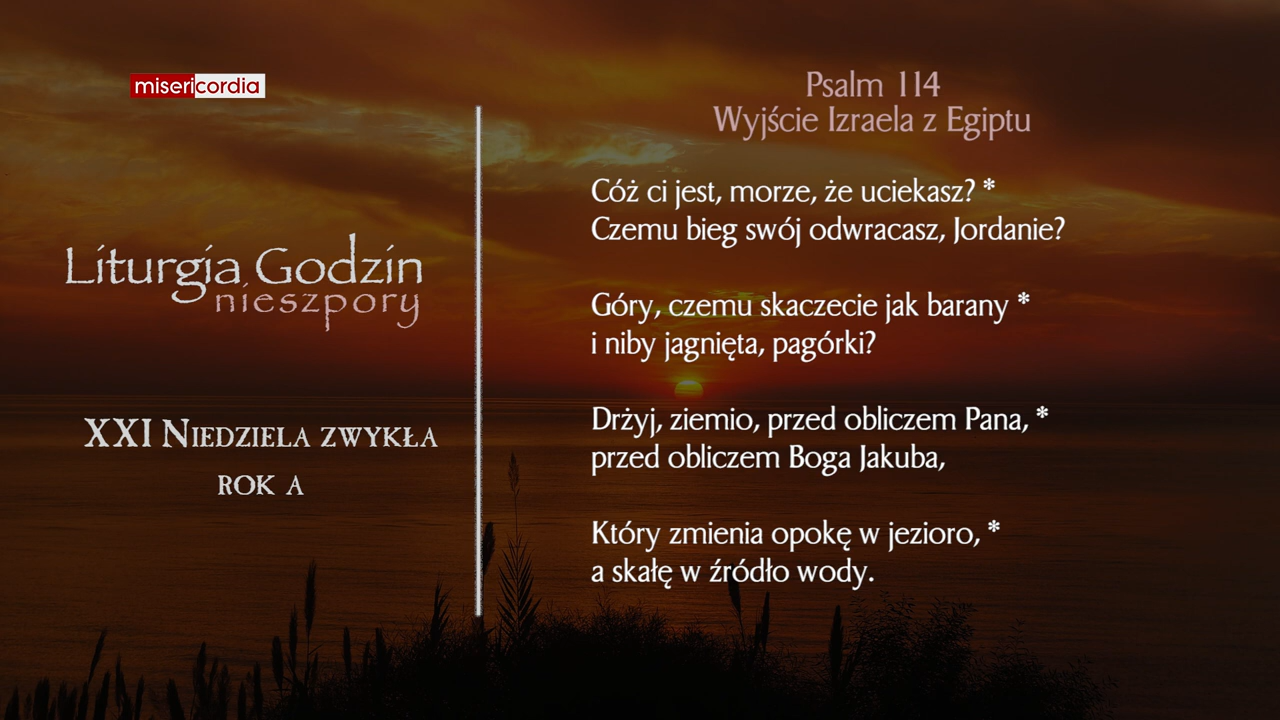 misericordia
Liturgia Godzin
nieszpory
XXI Niedziela zwykła
rok A
Psalm 114
Wyjście Izraela z Egiptu
Cóż ci jest, morze, że uciekasz? *
Czemu bieg swój odwracasz, Jordanie?
Góry, czemu skaczecie jak barany *
i niby jagnięta, pagórki?
Drżyj, ziemio, przed obliczem Pana, *
przed obliczem Boga Jakuba,
Który zmienia opokę w jezioro, *
a skałę w źródło wody.